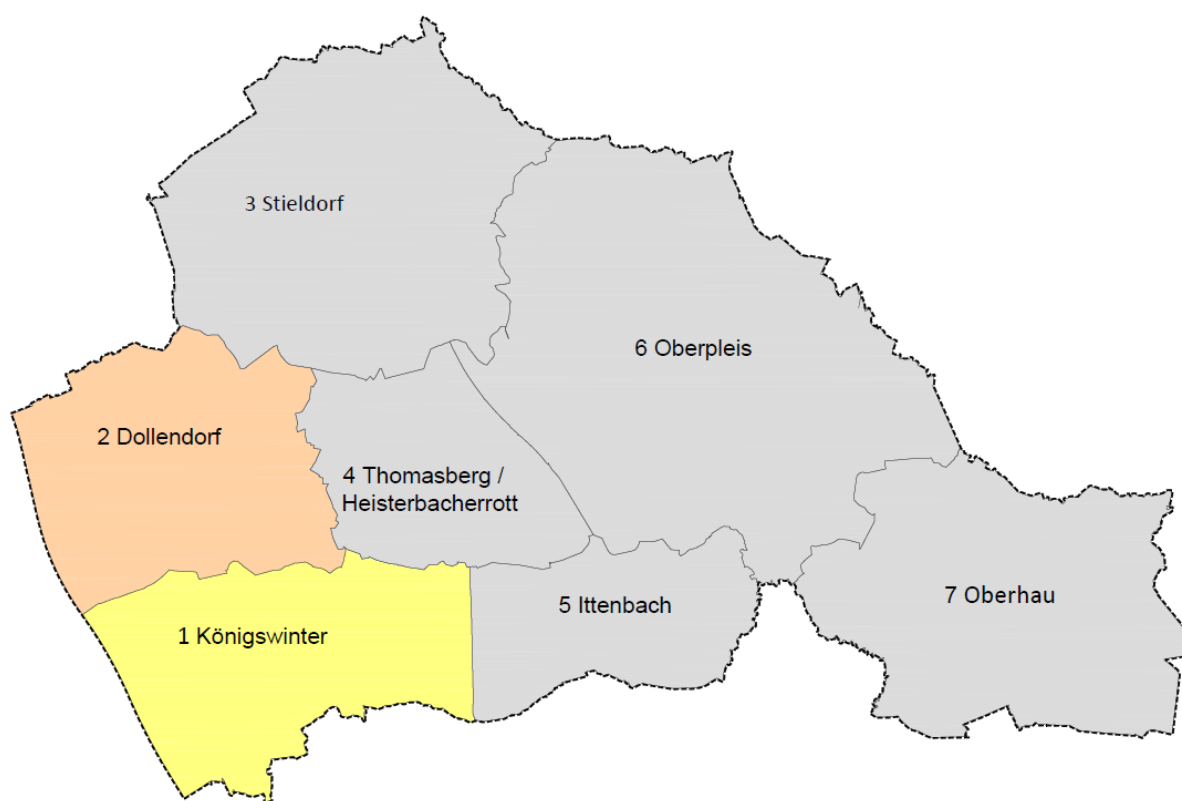 3 Stieldorf
6 Oberpleis
2 Dollendorf
4 Thomasberg /
Heisterbacherrott
7 Oberhau
5 Ittenbach
1 Königswinter